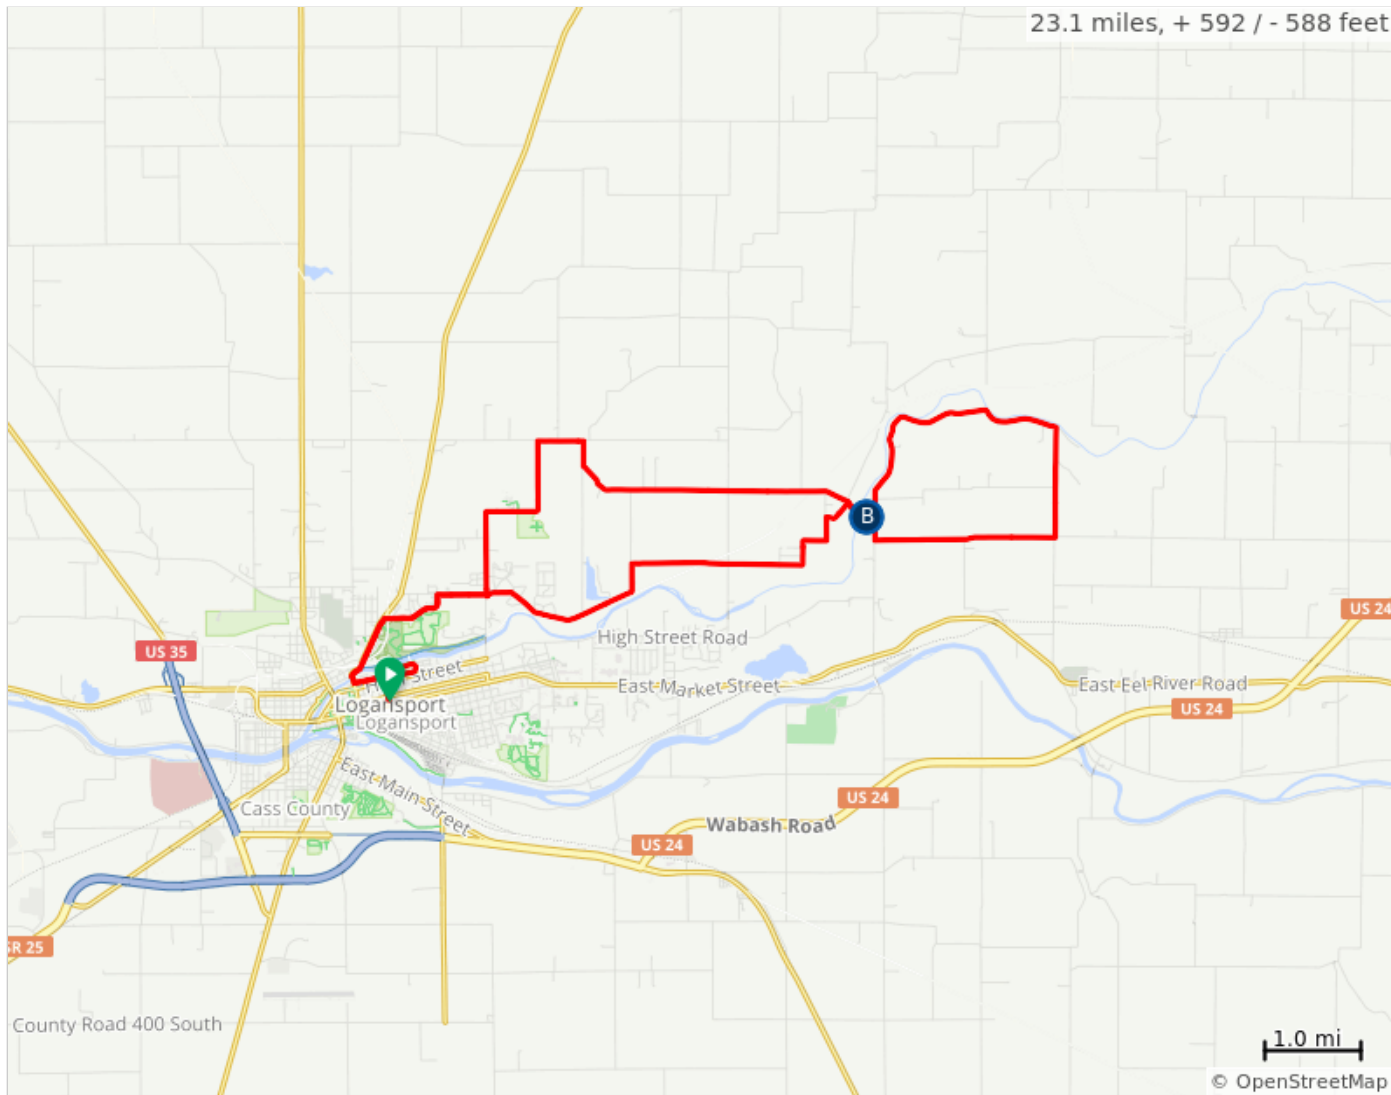 23.1 miles, + 592 / - 588 feet
B
US 24
High Street Road
US 35
Street
East Market Street
East Eel River Road
Logansport
Logansport
US 24
East Main Street
Cass County
US 24
Wabash Road
US 24
SR 25
County Road 400 South
1.0 mi
© OpenStreetMap